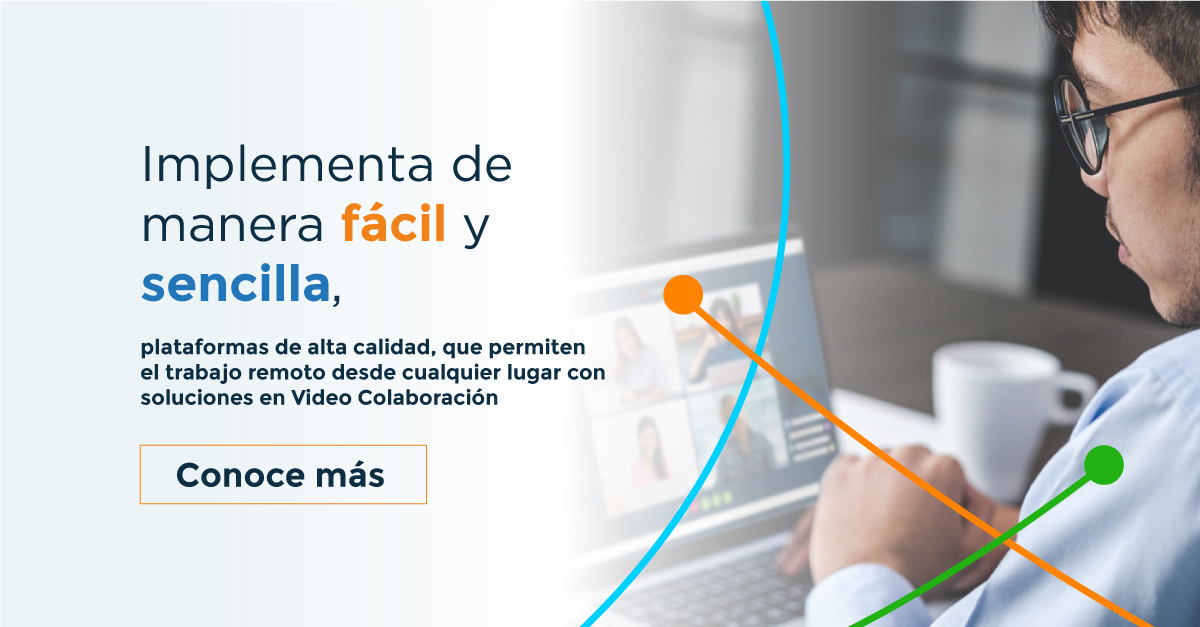 Implementa de
manera fácil y
sencilla,
plataformas de alta calidad, que permiten
el trabajo remoto desde cualquier lugar con
soluciones en Video Colaboración
Conoce más